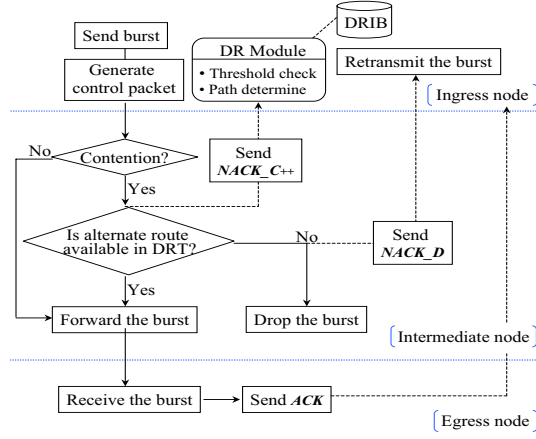 Send burst
Generate
control packet
DR Module
• Threshold check
• Path determine
DRIB
Retransmit the burst
Ingress node
No
Contention?
Yes
Send
NACK_C++
Is alternate route
available in DRT?
No
Send
NACK_D
Yes
Forward the burst
Drop the burst
Intermediate node
Receive the burst
Send ACK
Egress node